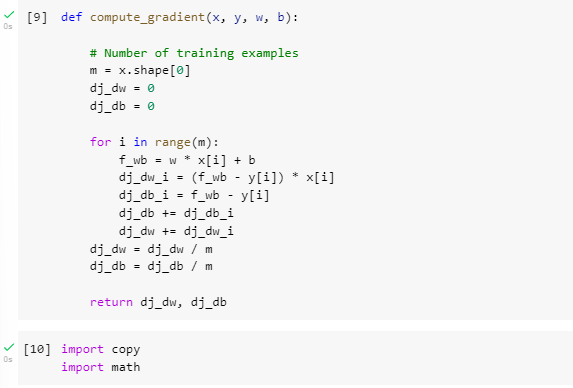 [9] def compute_gradient(x, y, w, b):
0s
# Number of training examples
m = x.shape[0]
dj_dw = 0
dj_db = 0
for i in range(m):
f_wb = w * x[i] + b
dj_dw_i = (f_wb - y[i]) * x[i]
dj_db_i = f_wb - y[i]
dj_db += dj_db_i
dj_dw += dj_dw_i
dj_dw = dj_dw / m
dj_db = dj_db / m
return dj_dw, dj_db
[10] import copy
0s
import math